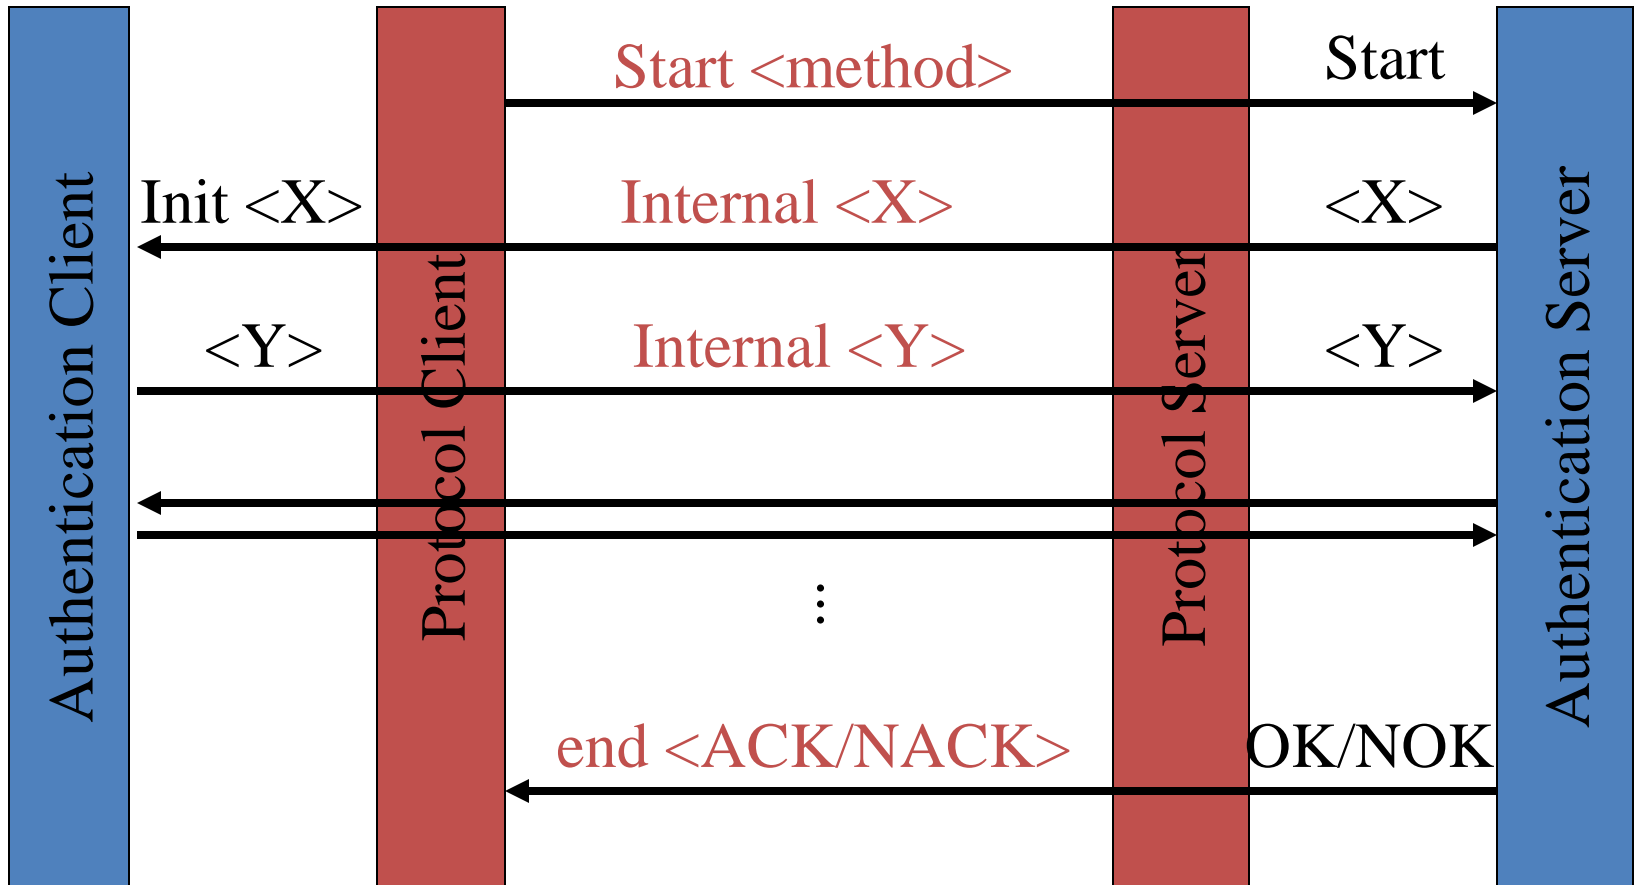 Start <method>
Start
Init <X>
Internal <X>
<X>
<Y>
Internal <Y>
<Y>
...
end <ACK/NACK>
OK/NOK
Authentication Client
Protocol Client
Protocol Server
Authentication Server